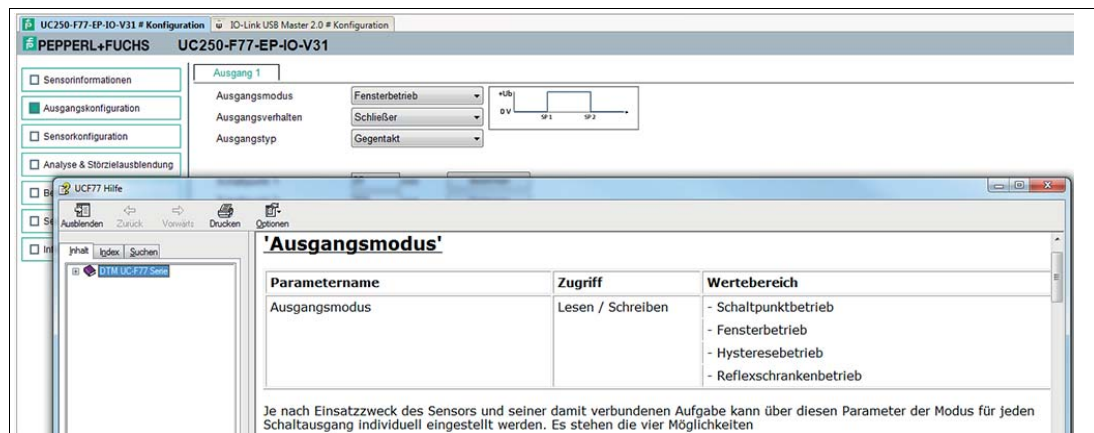 UC250-F77-EP-IO-V31 # Konfiguration IO-Link USB Master 2.0 # Konfiguration
PEPPERL+FUCHS UC250-F77-EP-IO-V31
Sensorinformationen
Ausgangskonfiguration
Sensorkonfiguration
Analyse & Störzielausblendung
Ausgang 1
Ausgangsmodus Fensterbetrieb
Ausgangsverhalten Schließer
Ausgangstyp Gegentakt
+Ub
0 V
SP1 SP2
UCF77 Hilfe
Ausblenden Zurück Vorwärts Drucken Optionen
Inhalt Index Suchen
DTM UC-F77 Serie
'Ausgangsmodus'
Parametername Zugriff Wertebereich
Ausgangsmodus Lesen / Schreiben - Schaltpunktbetrieb
- Fensterbetrieb
- Hysteresebetrieb
- Reflexschrankenbetrieb
Je nach Einsatzzweck des Sensors und seiner damit verbundenen Aufgabe kann über diesen Parameter der Modus für jeden
Schaltausgang individuell eingestellt werden. Es stehen die vier Möglichkeiten